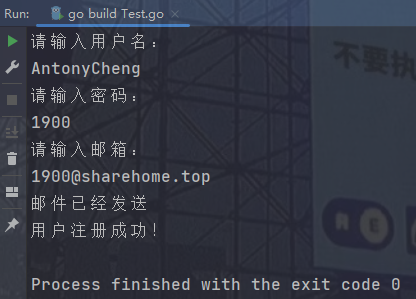 Run: go build Test.go
请输入用户名：
AntonyCheng
请输入密码：
1900
请输入邮箱：
1900@sharehome.top
邮件已经发送
用户注册成功！
Process finished with the exit code 0
不要执